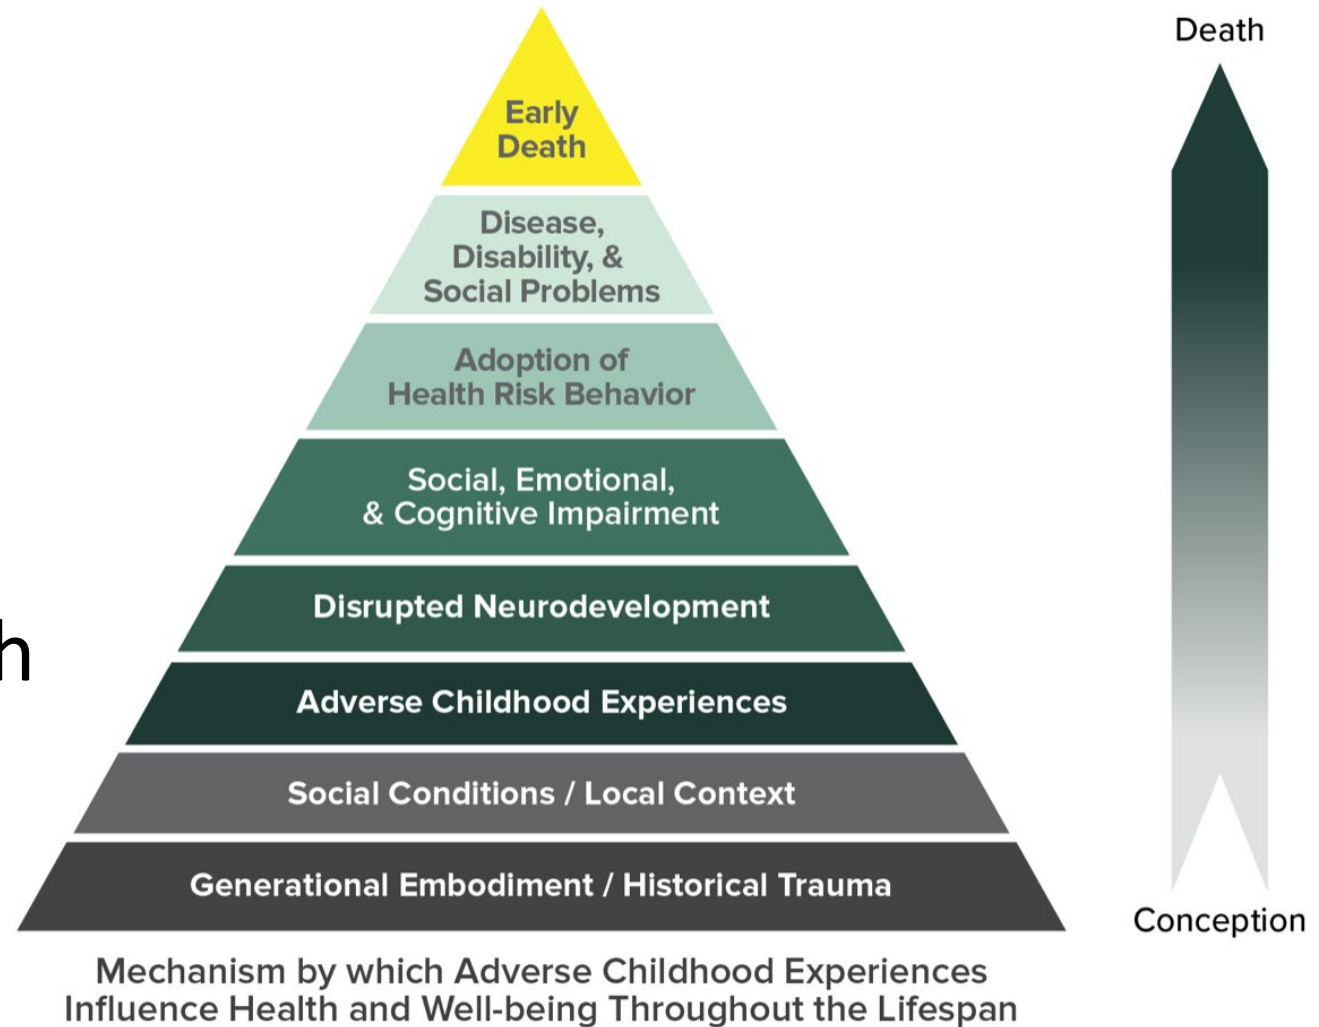 Death
Early
Death
Disease,
Disability, &
Social Problems
Adoption of
Health Risk Behavior
Social, Emotional,
& Cognitive Impairment
Disrupted Neurodevelopment
h
Adverse Childhood Experiences
Social Conditions / Local Context
Generational Embodiment / Historical Trauma
Conception
Mechanism by which Adverse Childhood Experiences
Influence Health and Well-being Throughout the Lifespan